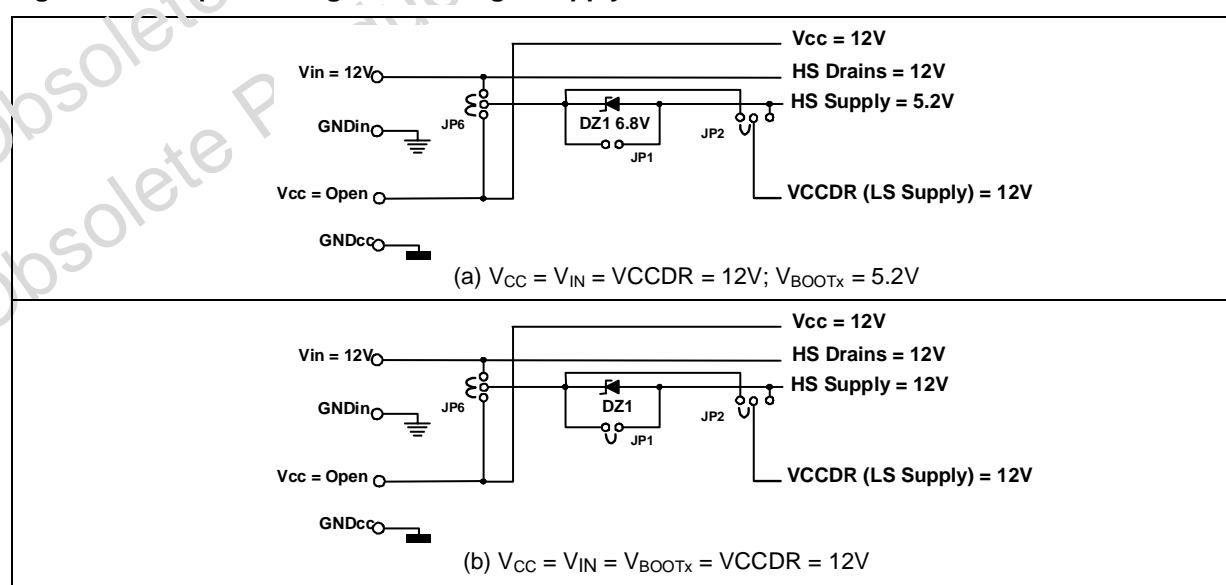 Vcc = 12V
Vin = 12V
HS Drains = 12V
HS Supply = 5.2V
DZ1 6.8V
GNDin
JP6
JP2
JP1
Vcc = Open
VCCDR (LS Supply) = 12V
GNDcc
(a) VCC = VIN = VCCDR = 12V; VBOOTx = 5.2V
Vcc = 12V
Vin = 12V
HS Drains = 12V
HS Supply = 12V
DZ1
GNDin
JP6
JP2
JP1
Vcc = Open
VCCDR (LS Supply) = 12V
GNDcc
(b) VCC = VIN = VBOOTx = VCCDR = 12V
obsolete
obsolete